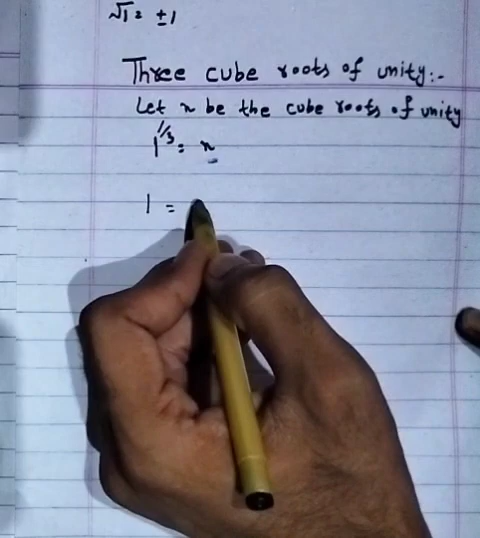 √1 = ±1
Three cube roots of unity:-
Let x be the cube roots of unity
1^1/3 = x
1 =